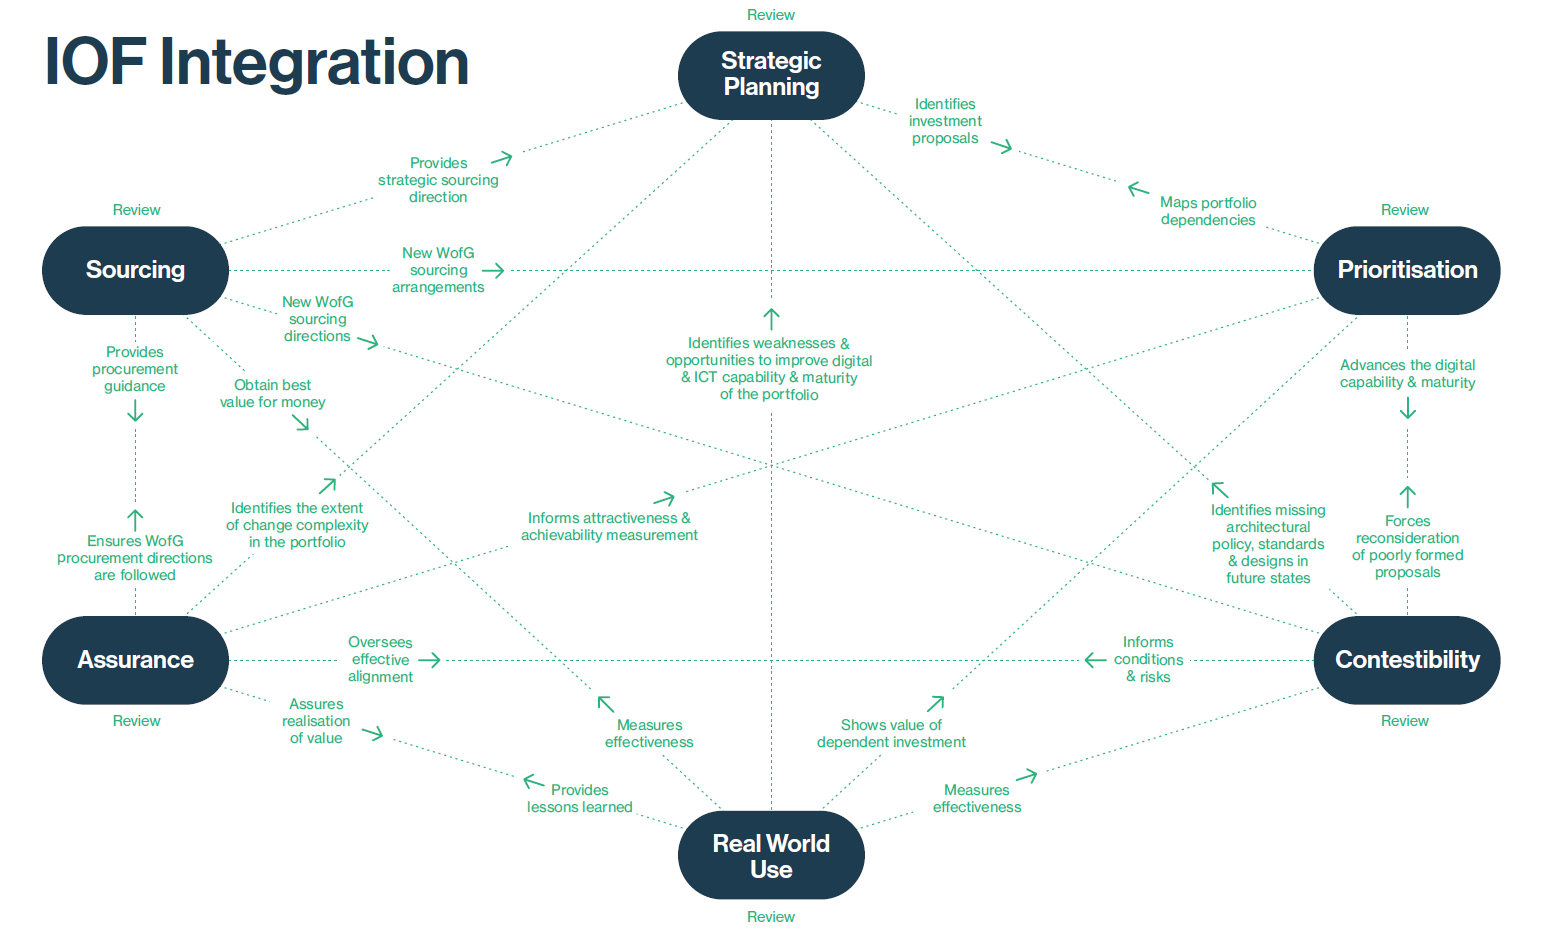 IOF Integration
Review
Strategic
Planning
Identifies
investment
proposals
Provides
strategic sourcing
direction
Maps portfolio
dependencies
Review
Sourcing
Review
Prioritisation
New WofG
sourcing
arrangements
New WofG
sourcing
directions
Provides
procurement
guidance
Obtain best
value for money
Identifies weaknesses &
opportunities to improve digital
& ICT capability & maturity
of the portfolio
Advances the digital
capability & maturity
Identifies the extent
of change complexity
in the portfolio
Informs attractiveness &
achievability measurement
Identifies missing
architectural
policy, standards
& designs in
future states
Forces
reconsideration
of poorly formed
proposals
Ensures WofG
procurement directions
are followed
Assurance
Review
Oversees
effective
alignment
Informs
conditions
& risks
Contestibility
Review
Assures
realisation
of value
Measures
effectiveness
Shows value of
dependent investment
Provides
lessons learned
Measures
effectiveness
Real World
Use
Review